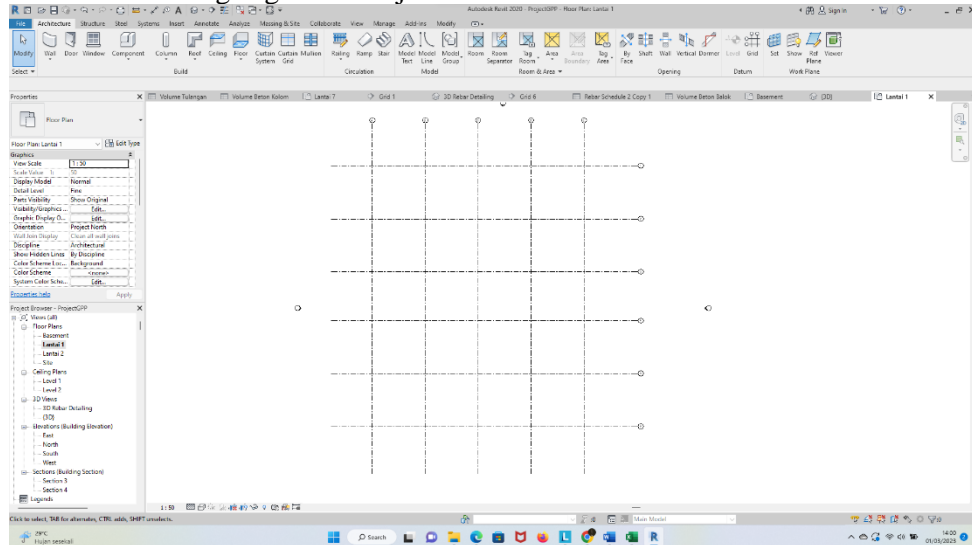 Autodesk Revit 2020 - ProjectGPP - Floor Plan: Lantai 1
Sign In
File Architecture Structure Steel Systems Insert Annotate Analyze Massing & Site Collaborate View Manage Add-Ins Modify
Modify Wall Door Window Component Column Roof Ceiling Floor Curtain System Curtain Grid Mullion Railing Ramp Stair Model Text Model Line Model Group Room Room Separator Tag Room Area Area Boundary Tag Area By Face Shaft Wall Vertical Dormer Level Grid Set Show Ref Plane Viewer
Select Build Circulation Model Room & Area Opening Datum Work Plane
Properties
Volume Tulangan Volume Beton Kolom Lantai 7 Grid 1 3D Rebar Detailing Grid 6 Rebar Schedule 2 Copy 1 Volume Beton Balok Basement {3D} Lantai 1
Floor Plan
Floor Plan: Lantai 1 Edit Type
Graphics
View Scale 1 : 50
Scale Value 1: 50
Display Model Normal
Detail Level Fine
Parts Visibility Show Original
Visibility/Graphics ... Edit...
Graphic Display O... Edit...
Orientation Project North
Wall Join Display Clean all wall joins
Discipline Architectural
Show Hidden Lines By Discipline
Color Scheme Loc... Background
Color Scheme <none>
System Color Sche... Edit...
Properties help Apply
Project Browser - ProjectGPP
Views (all)
Floor Plans
Basement
Lantai 1
Lantai 2
Site
Ceiling Plans
Level 1
Level 2
3D Views
3D Rebar Detailing
{3D}
Elevations (Building Elevation)
East
North
South
West
Sections (Building Section)
Section 3
Section 4
Legends
1 : 50
Click to select, TAB for alternates, CTRL adds, SHIFT unselects.
Main Model
29°C
Hujan sesekali
Search
14:00
01/03/2023